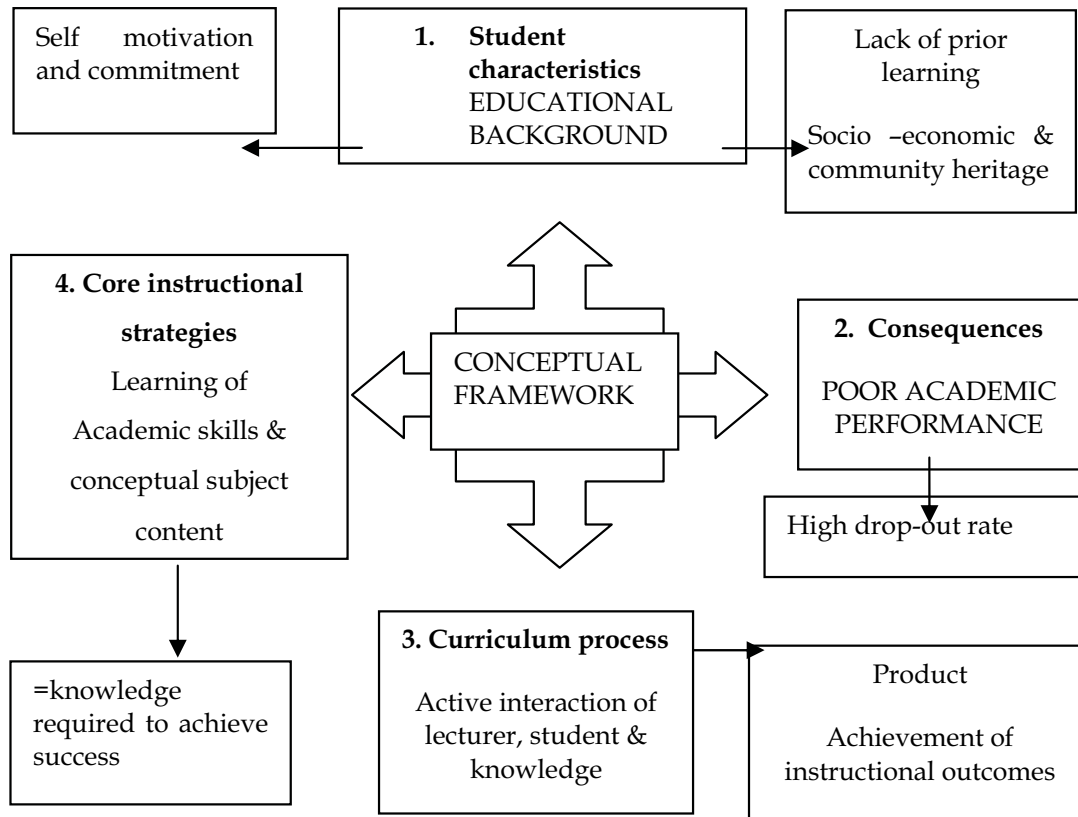 Self motivation
and commitment
1. Student
characteristics
EDUCATIONAL
BACKGROUND
Lack of prior
learning
Socio –economic &
community heritage
4. Core instructional
strategies
Learning of
Academic skills &
conceptual subject
content
CONCEPTUAL
FRAMEWORK
2. Consequences
POOR ACADEMIC
PERFORMANCE
High drop-out rate
3. Curriculum process
Active interaction of
lecturer, student &
knowledge
Product
Achievement of
instructional outcomes
=knowledge
required to achieve
success